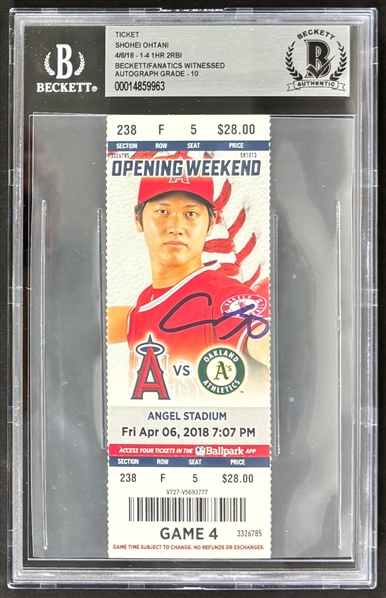 TICKET
SHOHEI OHTANI
4/6/18 - 1-4 1HR 2RBI
BECKETT/FANATICS WITNESSED
AUTOGRAPH GRADE - 10
00014859963
B
BECKETT
BECKETT
B
AUTHENTIC
238 F 5 $28.00
SECTION ROW SEAT PRICE
3326785 581313
OPENING WEEKEND
A
A VS OAKLAND A's ATHLETICS
ANGEL STADIUM
Fri Apr 06, 2018 7:07 PM
ACCESS YOUR TICKETS IN THE Ballpark APP
SECTION ROW SEAT PRICE
238 F 5 $28.00
V727-V5693777
GAME 4 3326785
GAME TIME SUBJECT TO CHANGE. NO REFUNDS OR EXCHANGES.